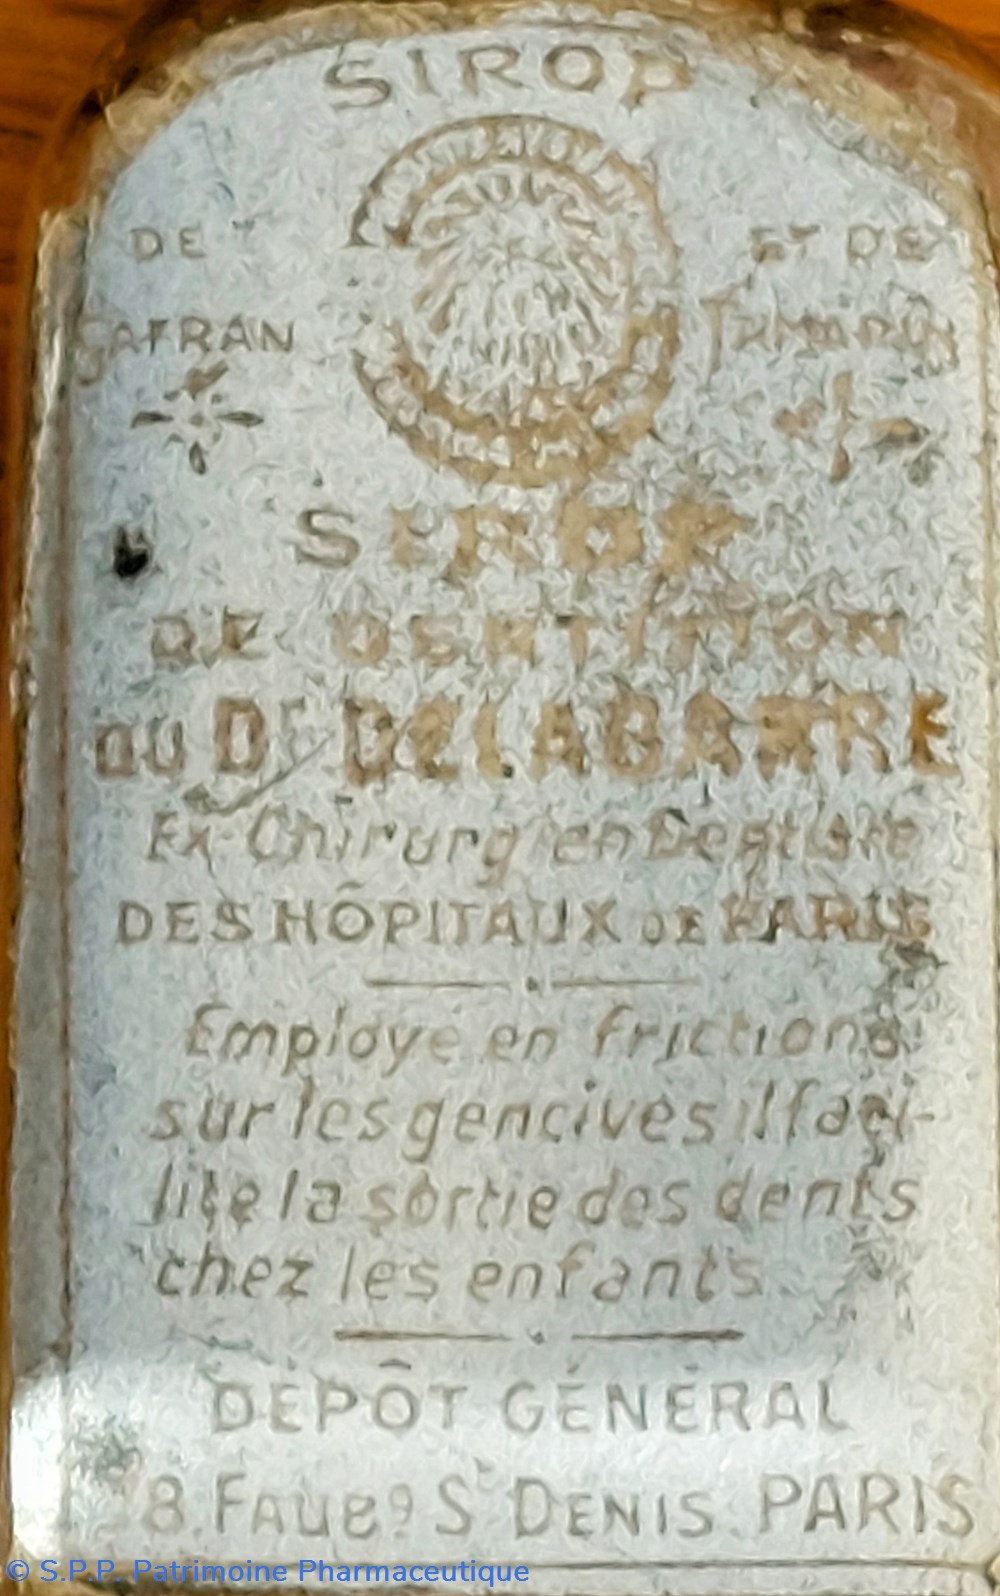 SIROP
DE
SAFRAN
ET DE
TAMARIN
SIROP
DE DENTITION
DU Dr DELABARRE
Ex-Chirurgien Dentiste
DES HÔPITAUX DE PARIS
Employé en frictions
sur les gencives il faci-
lite la sortie des dents
chez les enfants
DÉPÔT GÉNÉRAL
FAUBg St DENIS PARIS
© S.P.P. Patrimoine Pharmaceutique